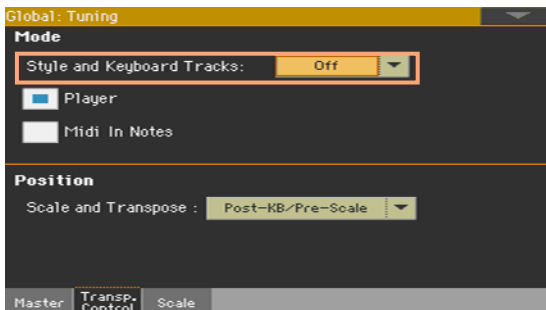 Global: Tuning
Mode
Style and Keyboard Tracks: Off
Player
Midi In Notes
Position
Scale and Transpose : Post-KB/Pre-Scale
Master Transp. Control Scale